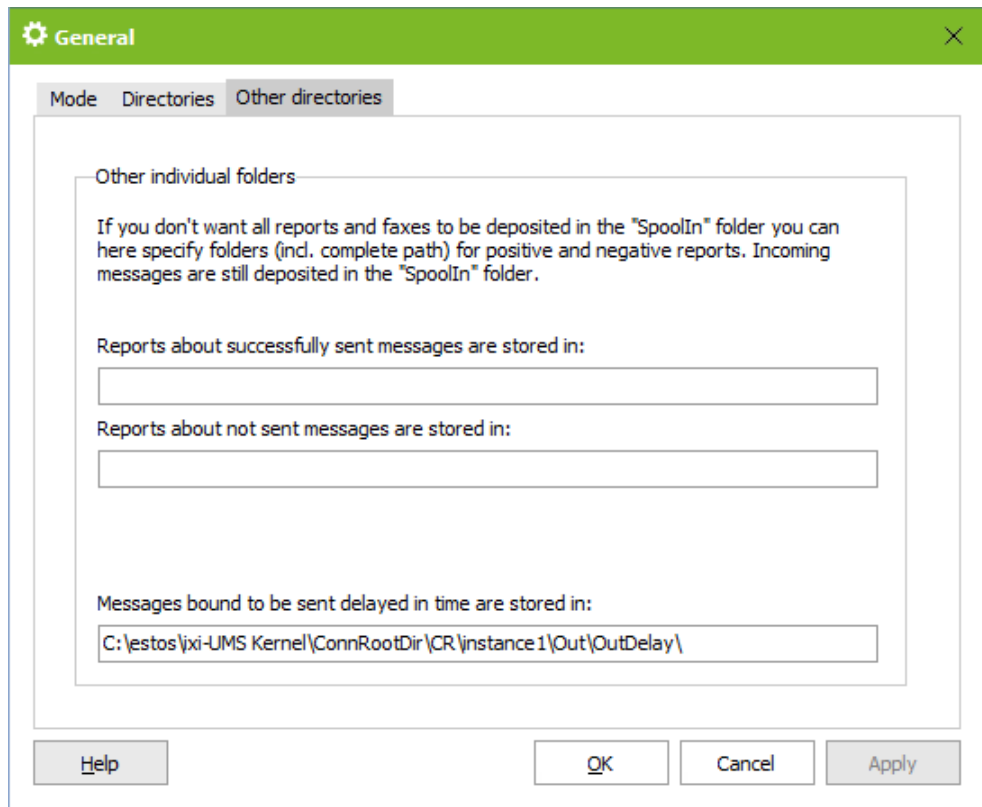 General
Mode Directories Other directories
Other individual folders
If you don't want all reports and faxes to be deposited in the "SpoolIn" folder you can
here specify folders (incl. complete path) for positive and negative reports. Incoming
messages are still deposited in the "SpoolIn" folder.
Reports about successfully sent messages are stored in:
Reports about not sent messages are stored in:
Messages bound to be sent delayed in time are stored in:
C:\estos\ixi-UMS Kernel\ConnRootDir\CR\instance1\Out\OutDelay\
Help OK Cancel Apply